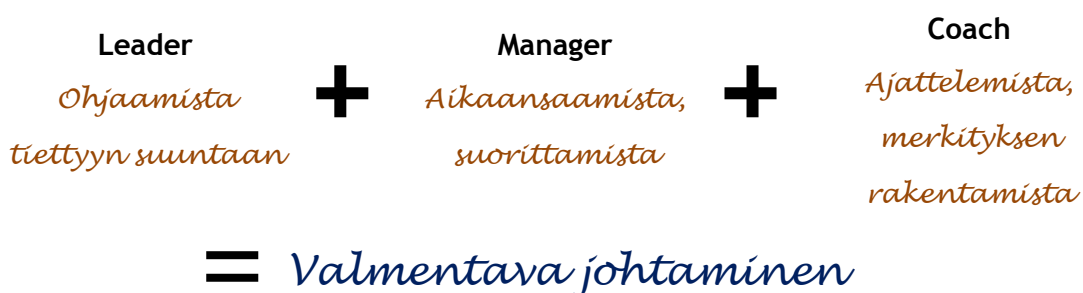 Leader
Ohjaamista
tiettyyn suuntaan
+
Manager
Aikaansaamista,
suorittamista
+
Coach
Ajattelemista,
merkityksen
rakentamista
= Valmentava johtaminen